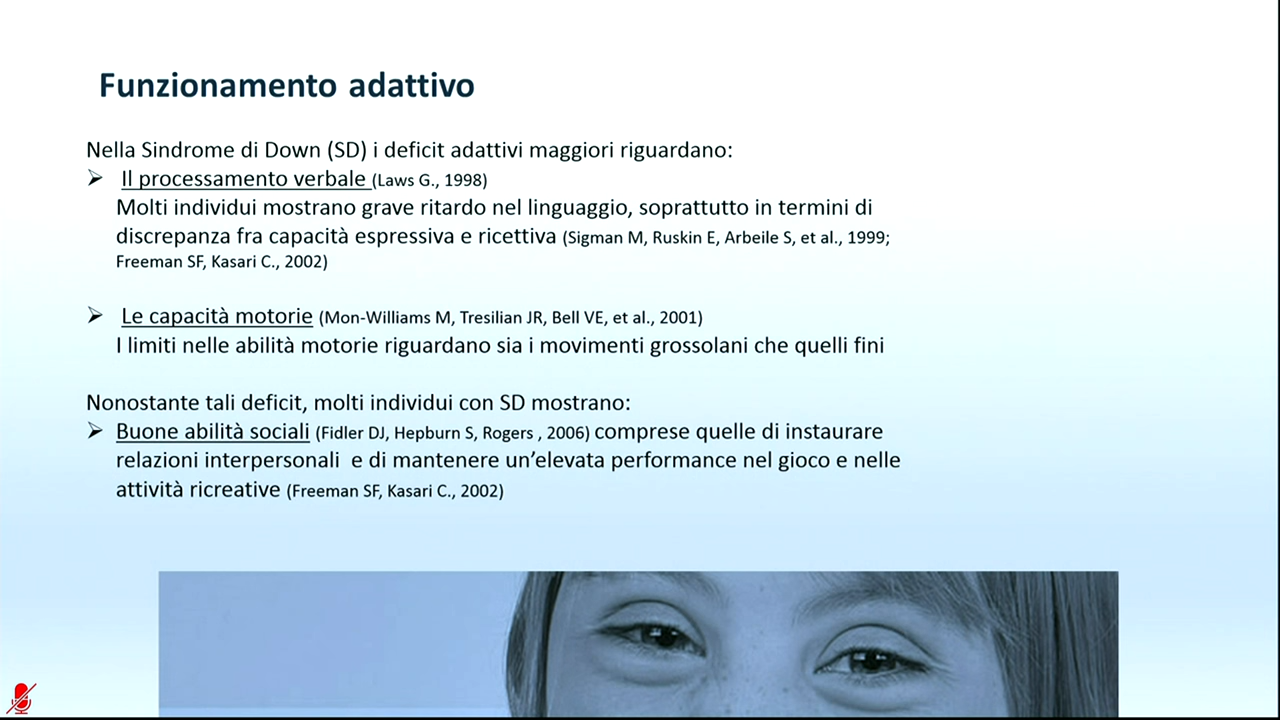 Funzionamento adattivo
Nella Sindrome di Down (SD) i deficit adattivi maggiori riguardano:
➢ Il processamento verbale (Laws G., 1998)
Molti individui mostrano grave ritardo nel linguaggio, soprattutto in termini di
discrepanza fra capacità espressiva e ricettiva (Sigman M, Ruskin E, Arbeile S, et al., 1999;
Freeman SF, Kasari C., 2002)
➢ Le capacità motorie (Mon-Williams M, Tresilian JR, Bell VE, et al., 2001)
I limiti nelle abilità motorie riguardano sia i movimenti grossolani che quelli fini
Nonostante tali deficit, molti individui con SD mostrano:
➢ Buone abilità sociali (Fidler DJ, Hepburn S, Rogers , 2006) comprese quelle di instaurare
relazioni interpersonali e di mantenere un’elevata performance nel gioco e nelle
attività ricreative (Freeman SF, Kasari C., 2002)